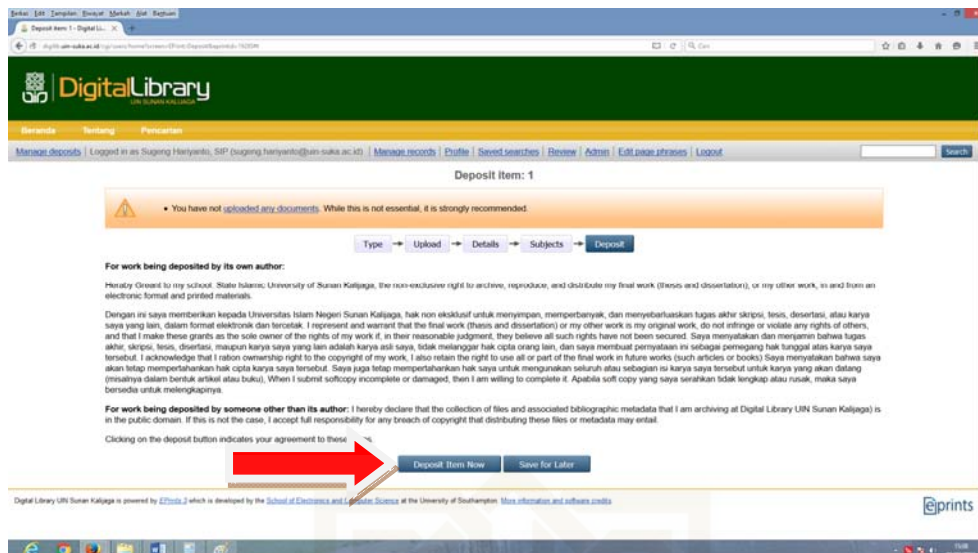 Berkas Edit Tampilan Riwayat Markah Alat Bantuan
Deposit item: 1 - Digital Li...
digilib.uin-suka.ac.id
Cari
DigitalLibrary
UIN SUNAN KALIJAGA
Beranda Tentang Pencarian
Manage deposits | Logged in as Sugeng Hariyanto, SIP (sugeng.hariyanto@uin-suka.ac.id) | Manage records | Profile | Saved searches | Review | Admin | Edit page phrases | Logout Search
Deposit item: 1
• You have not uploaded any documents. While this is not essential, it is strongly recommended.
Type → Upload → Details → Subjects → Deposit
For work being deposited by its own author:
Hereby Greant to my school. State Islamic University of Sunan Kalijaga, the non-exclusive right to archive, reproduce, and distribute my final work (thesis and dissertation), or my other work, in and from an
electronic format and printed materials.
Dengan ini saya memberikan kepada Universitas Islam Negeri Sunan Kalijaga, hak non eksklusif untuk menyimpan, memperbanyak, dan menyebarluaskan tugas akhir skripsi, tesis, desertasi, atau karya
saya yang lain, dalam format elektronik dan tercetak. I represent and warrant that the final work (thasis and dissertation) or my other work is my original work, do not infringe or violate any rights of others,
and that I make these grants as the sole owner of the rights of my work if, in their reasonable judgment, they believe all such rights have not been secured. Saya menyatakan dan menjamin bahwa tugas
akhir, skripsi, tesis, disertasi, maupun karya saya yang lain adalah karya asli saya, tidak melanggar hak cipta orang lain, dan saya membuat pernyataan ini sebagai pemegang hak tunggal atas karya saya
tersebut. I acknowledge that I ration ownwrship right to the copyright of my work, I also retain the right to use all or part of the final work in future works (such articles or books) Saya menyatakan bahwa saya
akan tetap mempertahankan hak cipta karya saya tersebut. Saya juga tetap mempertahankan hak saya untuk mengunakan seluruh atau sebagian isi karya saya tersebut untuk karya yang akan datang
(misalnya dalam bentuk artikel atau buku), When I submit softcopy incomplete or damaged, then I am willing to complete it. Apabila soft copy yang saya serahkan tidak lengkap atau rusak, maka saya
bersedia untuk melengkapinya.
For work being deposited by someone other than its author: I hereby declare that the collection of files and associated bibliographic metadata that I am archiving at Digital Library UIN Sunan Kalijaga) is
in the public domain. If this is not the case, I accept full responsibility for any breach of copyright that distributing these files or metadata may entail.
Clicking on the deposit button indicates your agreement to these
Deposit Item Now Save for Later
Digital Library UIN Sunan Kalijaga is powered by EPrints 3 which is developed by the School of Electronics and Computer Science at the University of Southampton. More information and software credits.
eprints